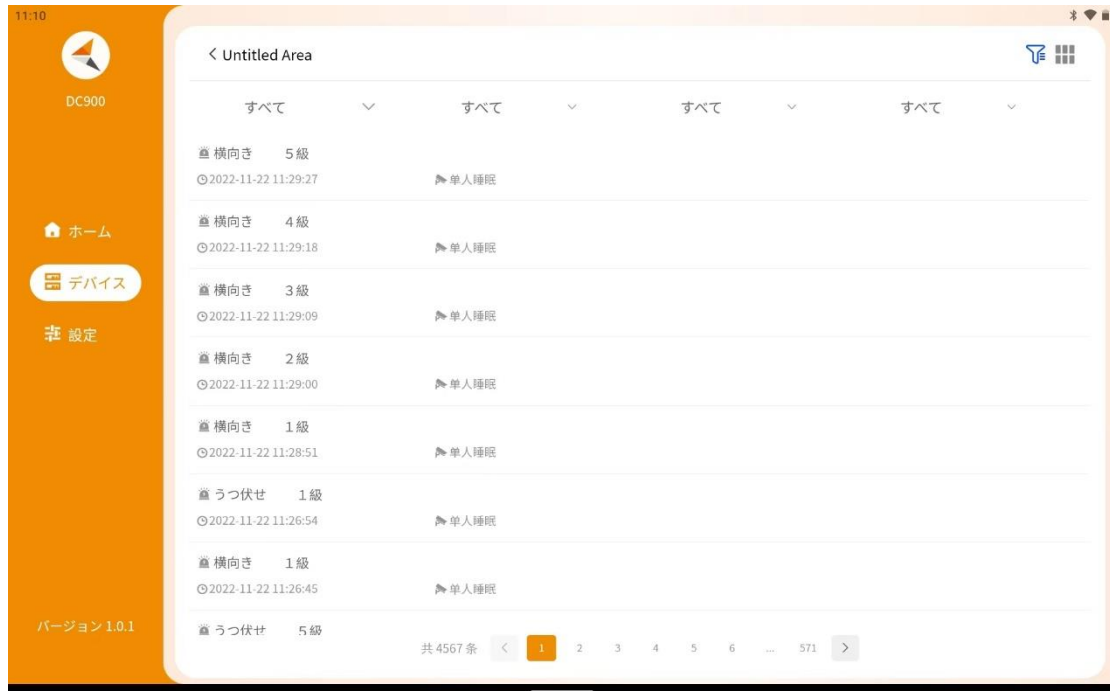 11:10
DC900
ホーム
デバイス
設定
バージョン 1.0.1
< Untitled Area
すべて すべて すべて すべて
横向き 5級
2022-11-22 11:29:27 单人睡眠
横向き 4級
2022-11-22 11:29:18 单人睡眠
横向き 3級
2022-11-22 11:29:09 单人睡眠
横向き 2級
2022-11-22 11:29:00 单人睡眠
横向き 1級
2022-11-22 11:28:51 单人睡眠
うつ伏せ 1級
2022-11-22 11:26:54 单人睡眠
横向き 1級
2022-11-22 11:26:45 单人睡眠
うつ伏せ 5級
共 4567 条 < 1 2 3 4 5 6 ... 571 >